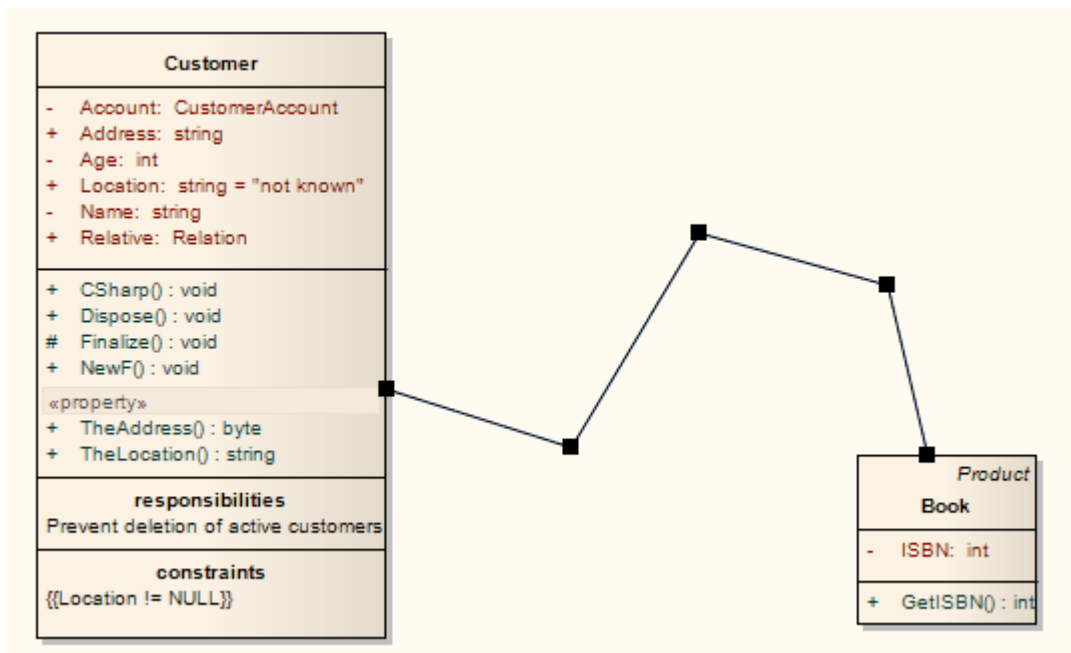 Customer
- Account: CustomerAccount
+ Address: string
- Age: int
+ Location: string = "not known"
- Name: string
+ Relative: Relation
+ CSharp() : void
+ Dispose() : void
# Finalize() : void
+ NewF() : void
«property»
+ TheAddress() : byte
+ TheLocation() : string
responsibilities
Prevent deletion of active customers
constraints
{{Location != NULL}}
Product
Book
- ISBN: int
+ GetISBN() : int